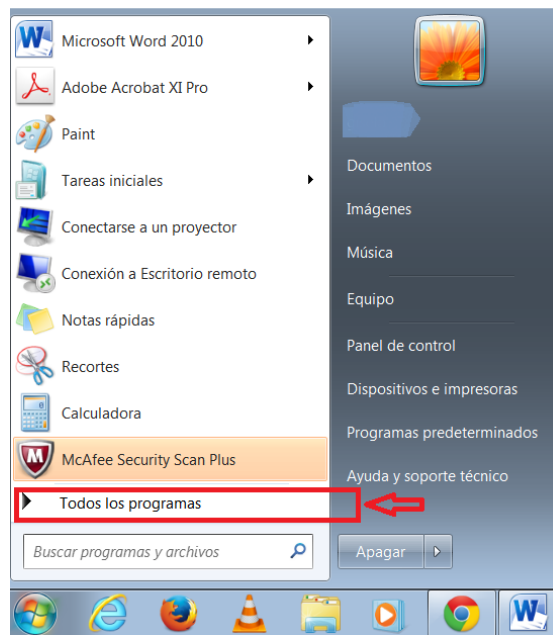 Microsoft Word 2010
Adobe Acrobat XI Pro
Paint
Tareas iniciales
Conectarse a un proyector
Conexión a Escritorio remoto
Notas rápidas
Recortes
Calculadora
McAfee Security Scan Plus
Todos los programas
Buscar programas y archivos
Documentos
Imágenes
Música
Equipo
Panel de control
Dispositivos e impresoras
Programas predeterminados
Ayuda y soporte técnico
Apagar